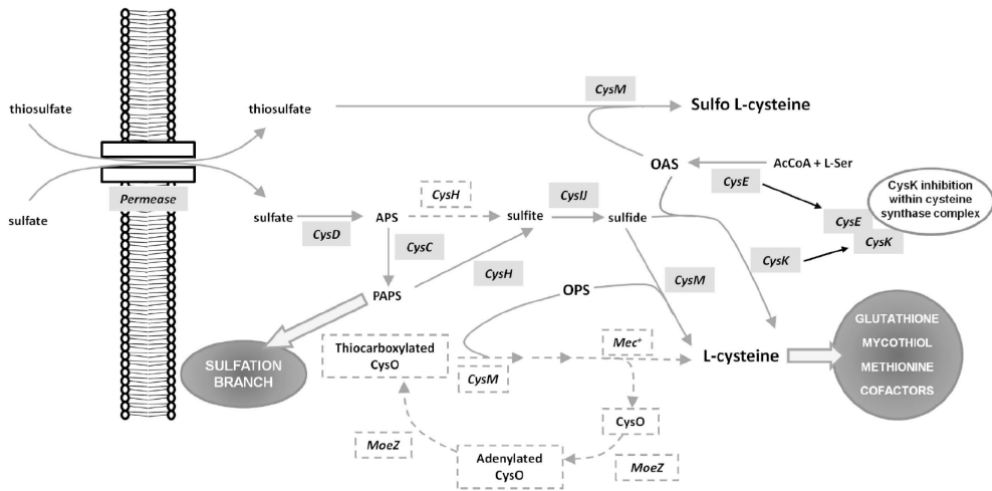 CysM
thiosulfate
thiosulfate
Sulfo L-cysteine
OAS
AcCoA + L-Ser
CysE
CysK inhibition
within cysteine
synthase complex
Permease
CysH
CysIJ
sulfate
sulfate
APS
sulfite
sulfide
CysE
CysD
CysK
CysC
CysH
CysK
CysM
PAPS
OPS
GLUTATHIONE
MYCOTHIOL
METHIONINE
COFACTORS
Thiocarboxylated
CysO
Mec⁺
L-cysteine
SULFATION
BRANCH
CysM
CysO
MoeZ
Adenylated
CysO
MoeZ